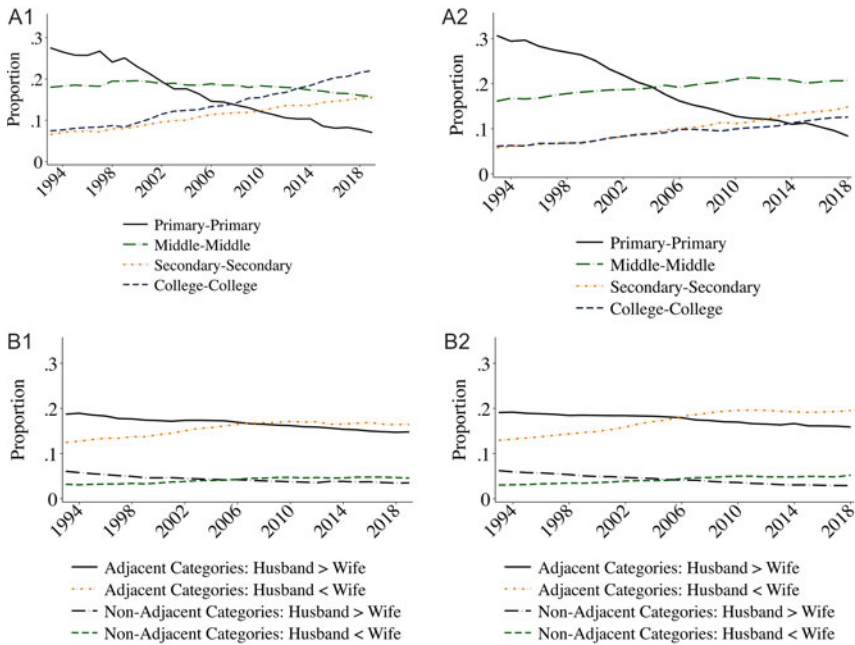 A1
Proportion
.3
.2
.1
0
1994
1998
2002
2006
2010
2014
2018
Primary-Primary
Middle-Middle
Secondary-Secondary
College-College
A2
Proportion
.3
.2
.1
0
1994
1998
2002
2006
2010
2014
2018
Primary-Primary
Middle-Middle
Secondary-Secondary
College-College
B1
Proportion
.3
.2
.1
0
1994
1998
2002
2006
2010
2014
2018
Adjacent Categories: Husband > Wife
Adjacent Categories: Husband < Wife
Non-Adjacent Categories: Husband > Wife
Non-Adjacent Categories: Husband < Wife
B2
Proportion
.3
.2
.1
0
1994
1998
2002
2006
2010
2014
2018
Adjacent Categories: Husband > Wife
Adjacent Categories: Husband < Wife
Non-Adjacent Categories: Husband > Wife
Non-Adjacent Categories: Husband < Wife